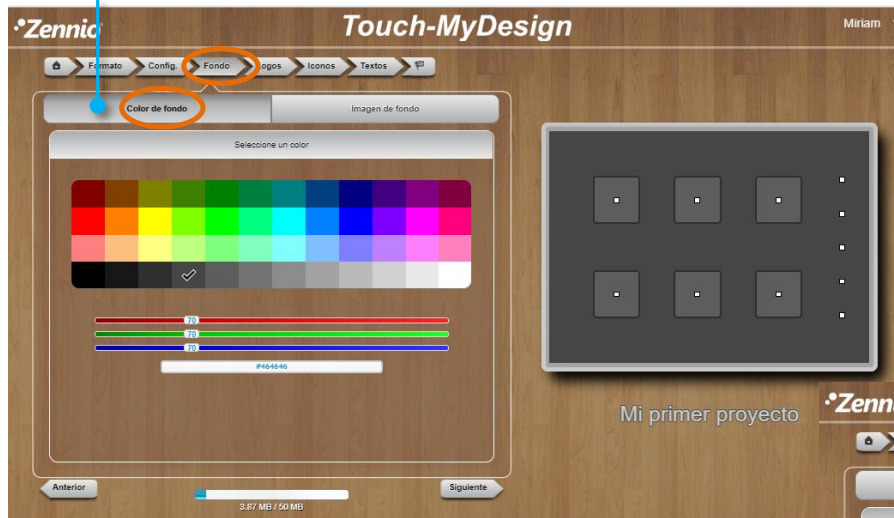 Zennio
Touch-MyDesign
Miriam
Formato Config. Fondo Logos Iconos Textos
Color de fondo
Imagen de fondo
Seleccione un color
70
70
70
#464646
Mi primer proyecto
Anterior
3.87 MB / 50 MB
Siguiente